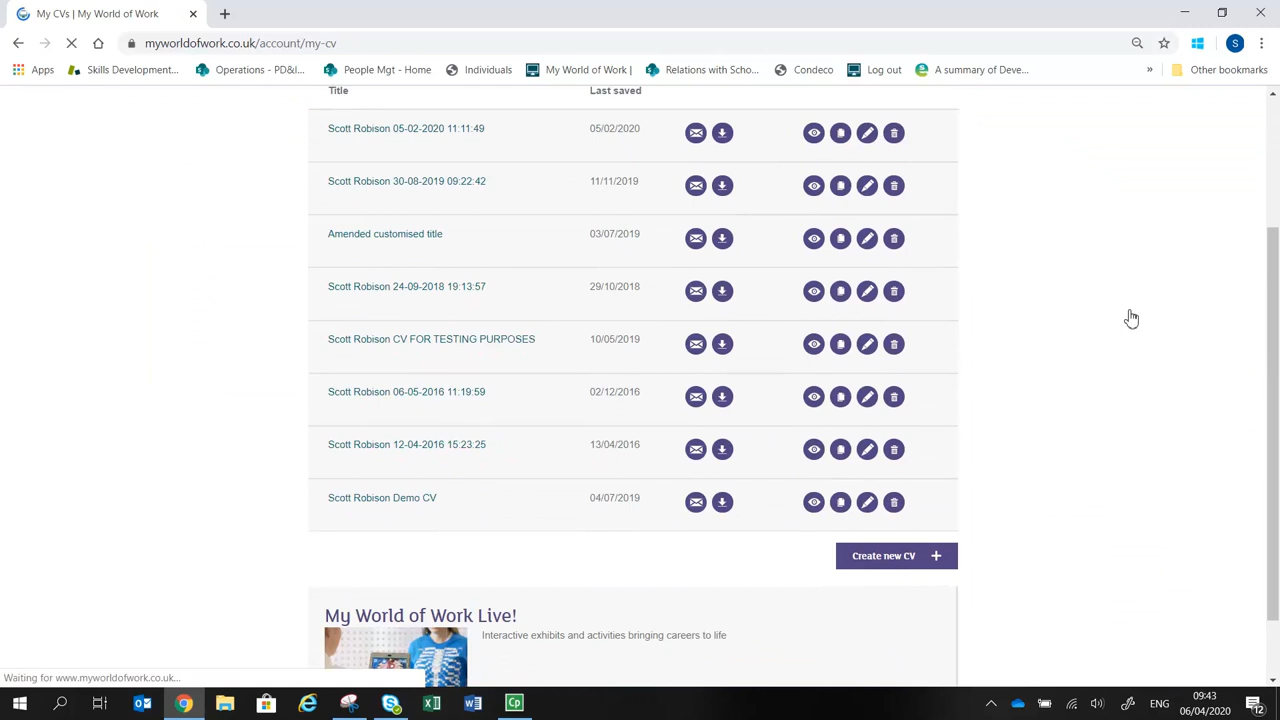 My CVs | My World of Work
myworldofwork.co.uk/account/my-cv
S
Apps
Skills Development...
Operations - PD&I...
People Mgt - Home
Individuals
My World of Work |
Relations with Scho...
Condeco
Log out
A summary of Deve...
»
Other bookmarks
Title Last saved
Scott Robison 05-02-2020 11:11:49 05/02/2020
Scott Robison 30-08-2019 09:22:42 11/11/2019
Amended customised title 03/07/2019
Scott Robison 24-09-2018 19:13:57 29/10/2018
Scott Robison CV FOR TESTING PURPOSES 10/05/2019
Scott Robison 06-05-2016 11:19:59 02/12/2016
Scott Robison 12-04-2016 15:23:25 13/04/2016
Scott Robison Demo CV 04/07/2019
Create new CV +
My World of Work Live!
Interactive exhibits and activities bringing careers to life
Waiting for www.myworldofwork.co.uk...
Cp
ENG
09:43
06/04/2020
12